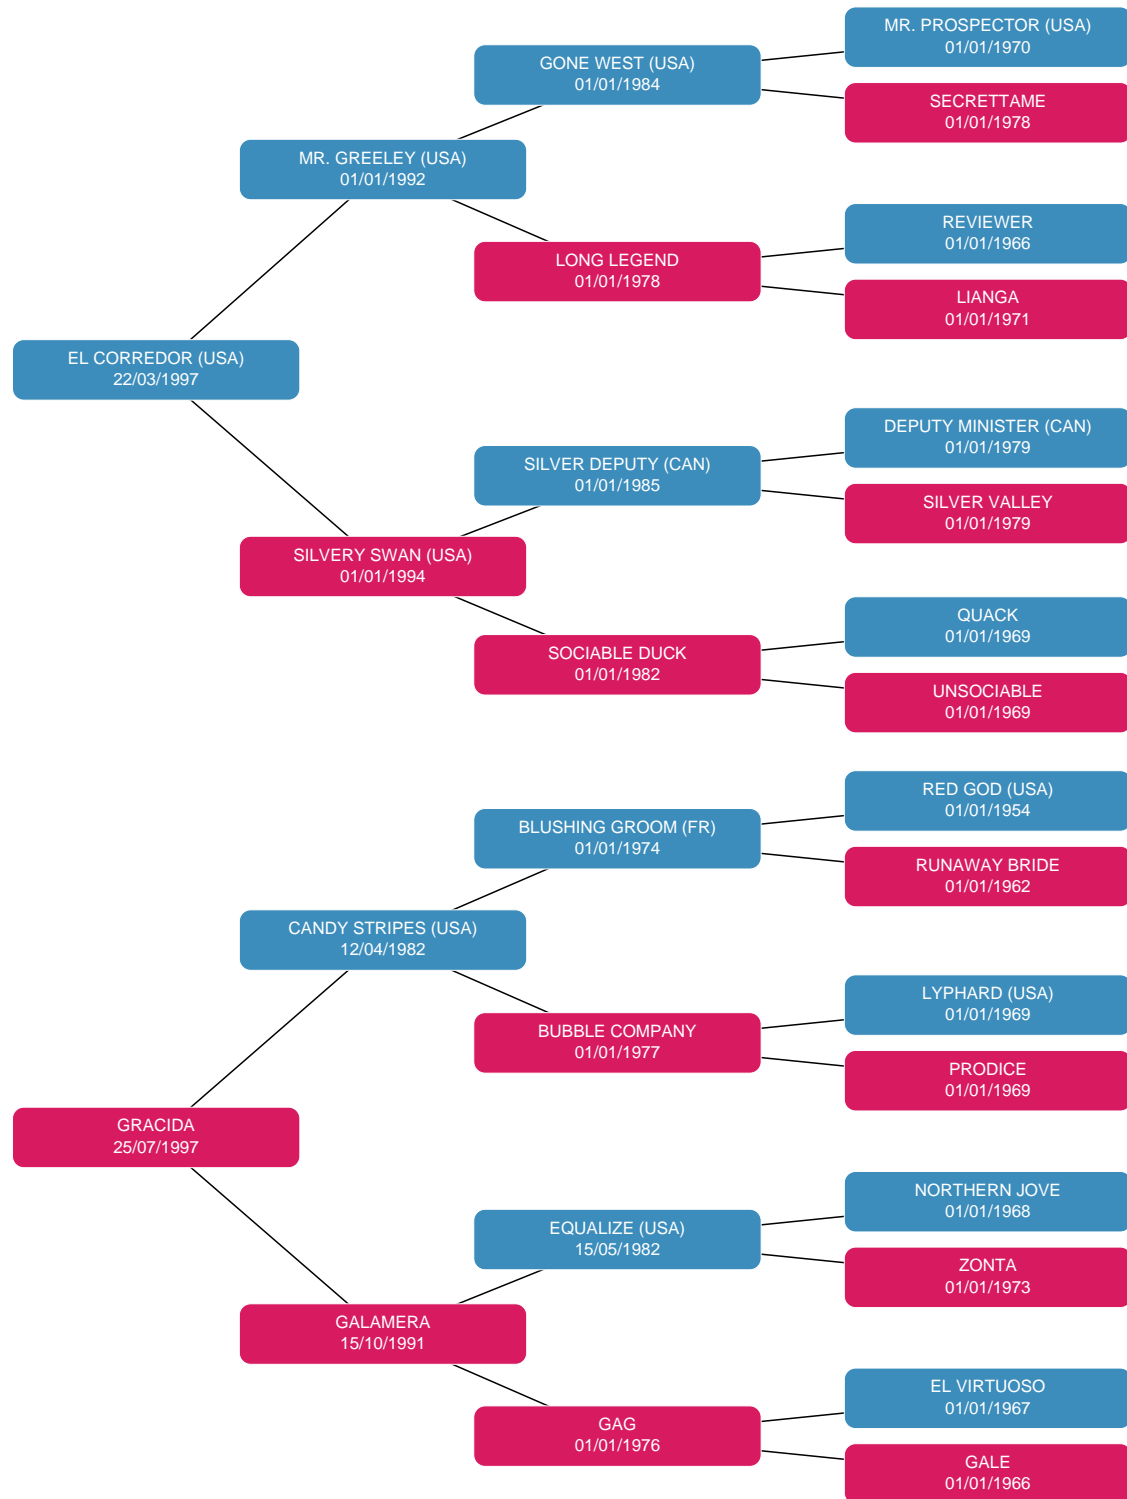 MR. PROSPECTOR (USA)
01/01/1970
GONE WEST (USA)
01/01/1984
SECRETTAME
01/01/1978
MR. GREELEY (USA)
01/01/1992
REVIEWER
01/01/1966
LONG LEGEND
01/01/1978
LIANGA
01/01/1971
EL CORREDOR (USA)
22/03/1997
DEPUTY MINISTER (CAN)
01/01/1979
SILVER DEPUTY (CAN)
01/01/1985
SILVER VALLEY
01/01/1979
SILVERY SWAN (USA)
01/01/1994
QUACK
01/01/1969
SOCIABLE DUCK
01/01/1982
UNSOCIABLE
01/01/1969
RED GOD (USA)
01/01/1954
BLUSHING GROOM (FR)
01/01/1974
RUNAWAY BRIDE
01/01/1962
CANDY STRIPES (USA)
12/04/1982
LYPHARD (USA)
01/01/1969
BUBBLE COMPANY
01/01/1977
PRODICE
01/01/1969
GRACIDA
25/07/1997
NORTHERN JOVE
01/01/1968
EQUALIZE (USA)
15/05/1982
ZONTA
01/01/1973
GALAMERA
15/10/1991
EL VIRTUOSO
01/01/1967
GAG
01/01/1976
GALE
01/01/1966